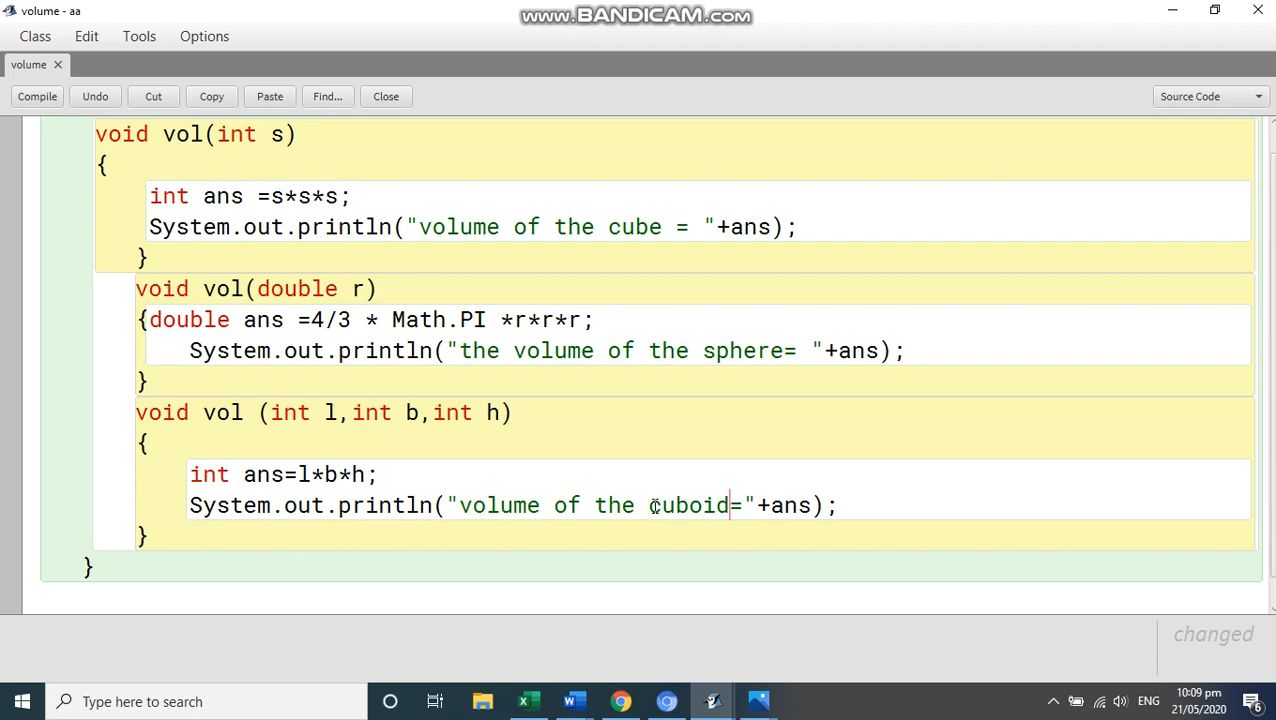 volume - aa
www.BANDICAM.com
Class Edit Tools Options
volume
Compile Undo Cut Copy Paste Find... Close Source Code
void vol(int s)
{
int ans =s*s*s;
System.out.println("volume of the cube = "+ans);
}
void vol(double r)
{double ans =4/3 * Math.PI *r*r*r;
System.out.println("the volume of the sphere= "+ans);
}
void vol (int l,int b,int h)
{
int ans=l*b*h;
System.out.println("volume of the cuboid="+ans);
}
}
changed
Type here to search
ENG
10:09 pm
21/05/2020
6